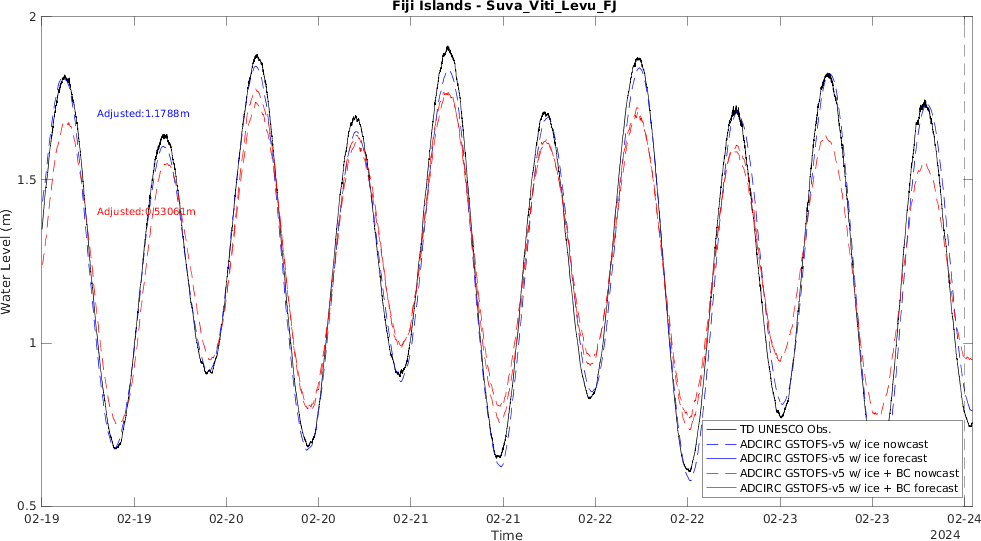 Fiji Islands - Suva_Viti_Levu_FJ
Water Level (m)
2
1.5
1
0.5
Adjusted:1.1788m
Adjusted:0.53061m
TD UNESCO Obs.
ADCIRC GSTOFS-v5 w/ ice nowcast
ADCIRC GSTOFS-v5 w/ ice forecast
ADCIRC GSTOFS-v5 w/ ice + BC nowcast
ADCIRC GSTOFS-v5 w/ ice + BC forecast
02-19 02-19 02-20 02-20 02-21 02-21 02-22 02-22 02-23 02-23 02-24
Time
2024